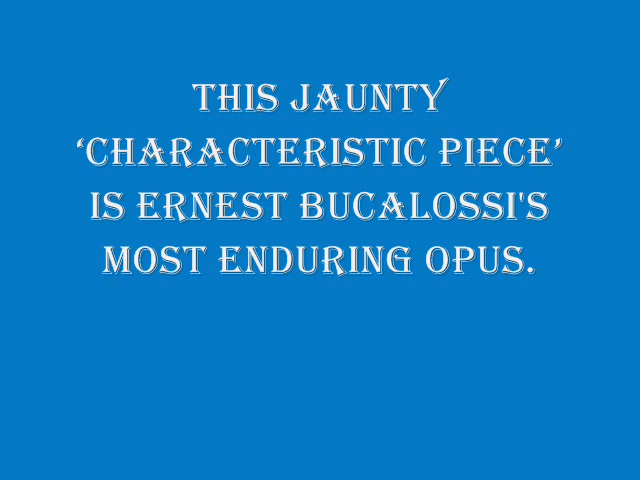 THIS JAUNTY
‘CHARACTERISTIC PIECE’
IS ERNEST BUCALOSSI'S
MOST ENDURING OPUS.